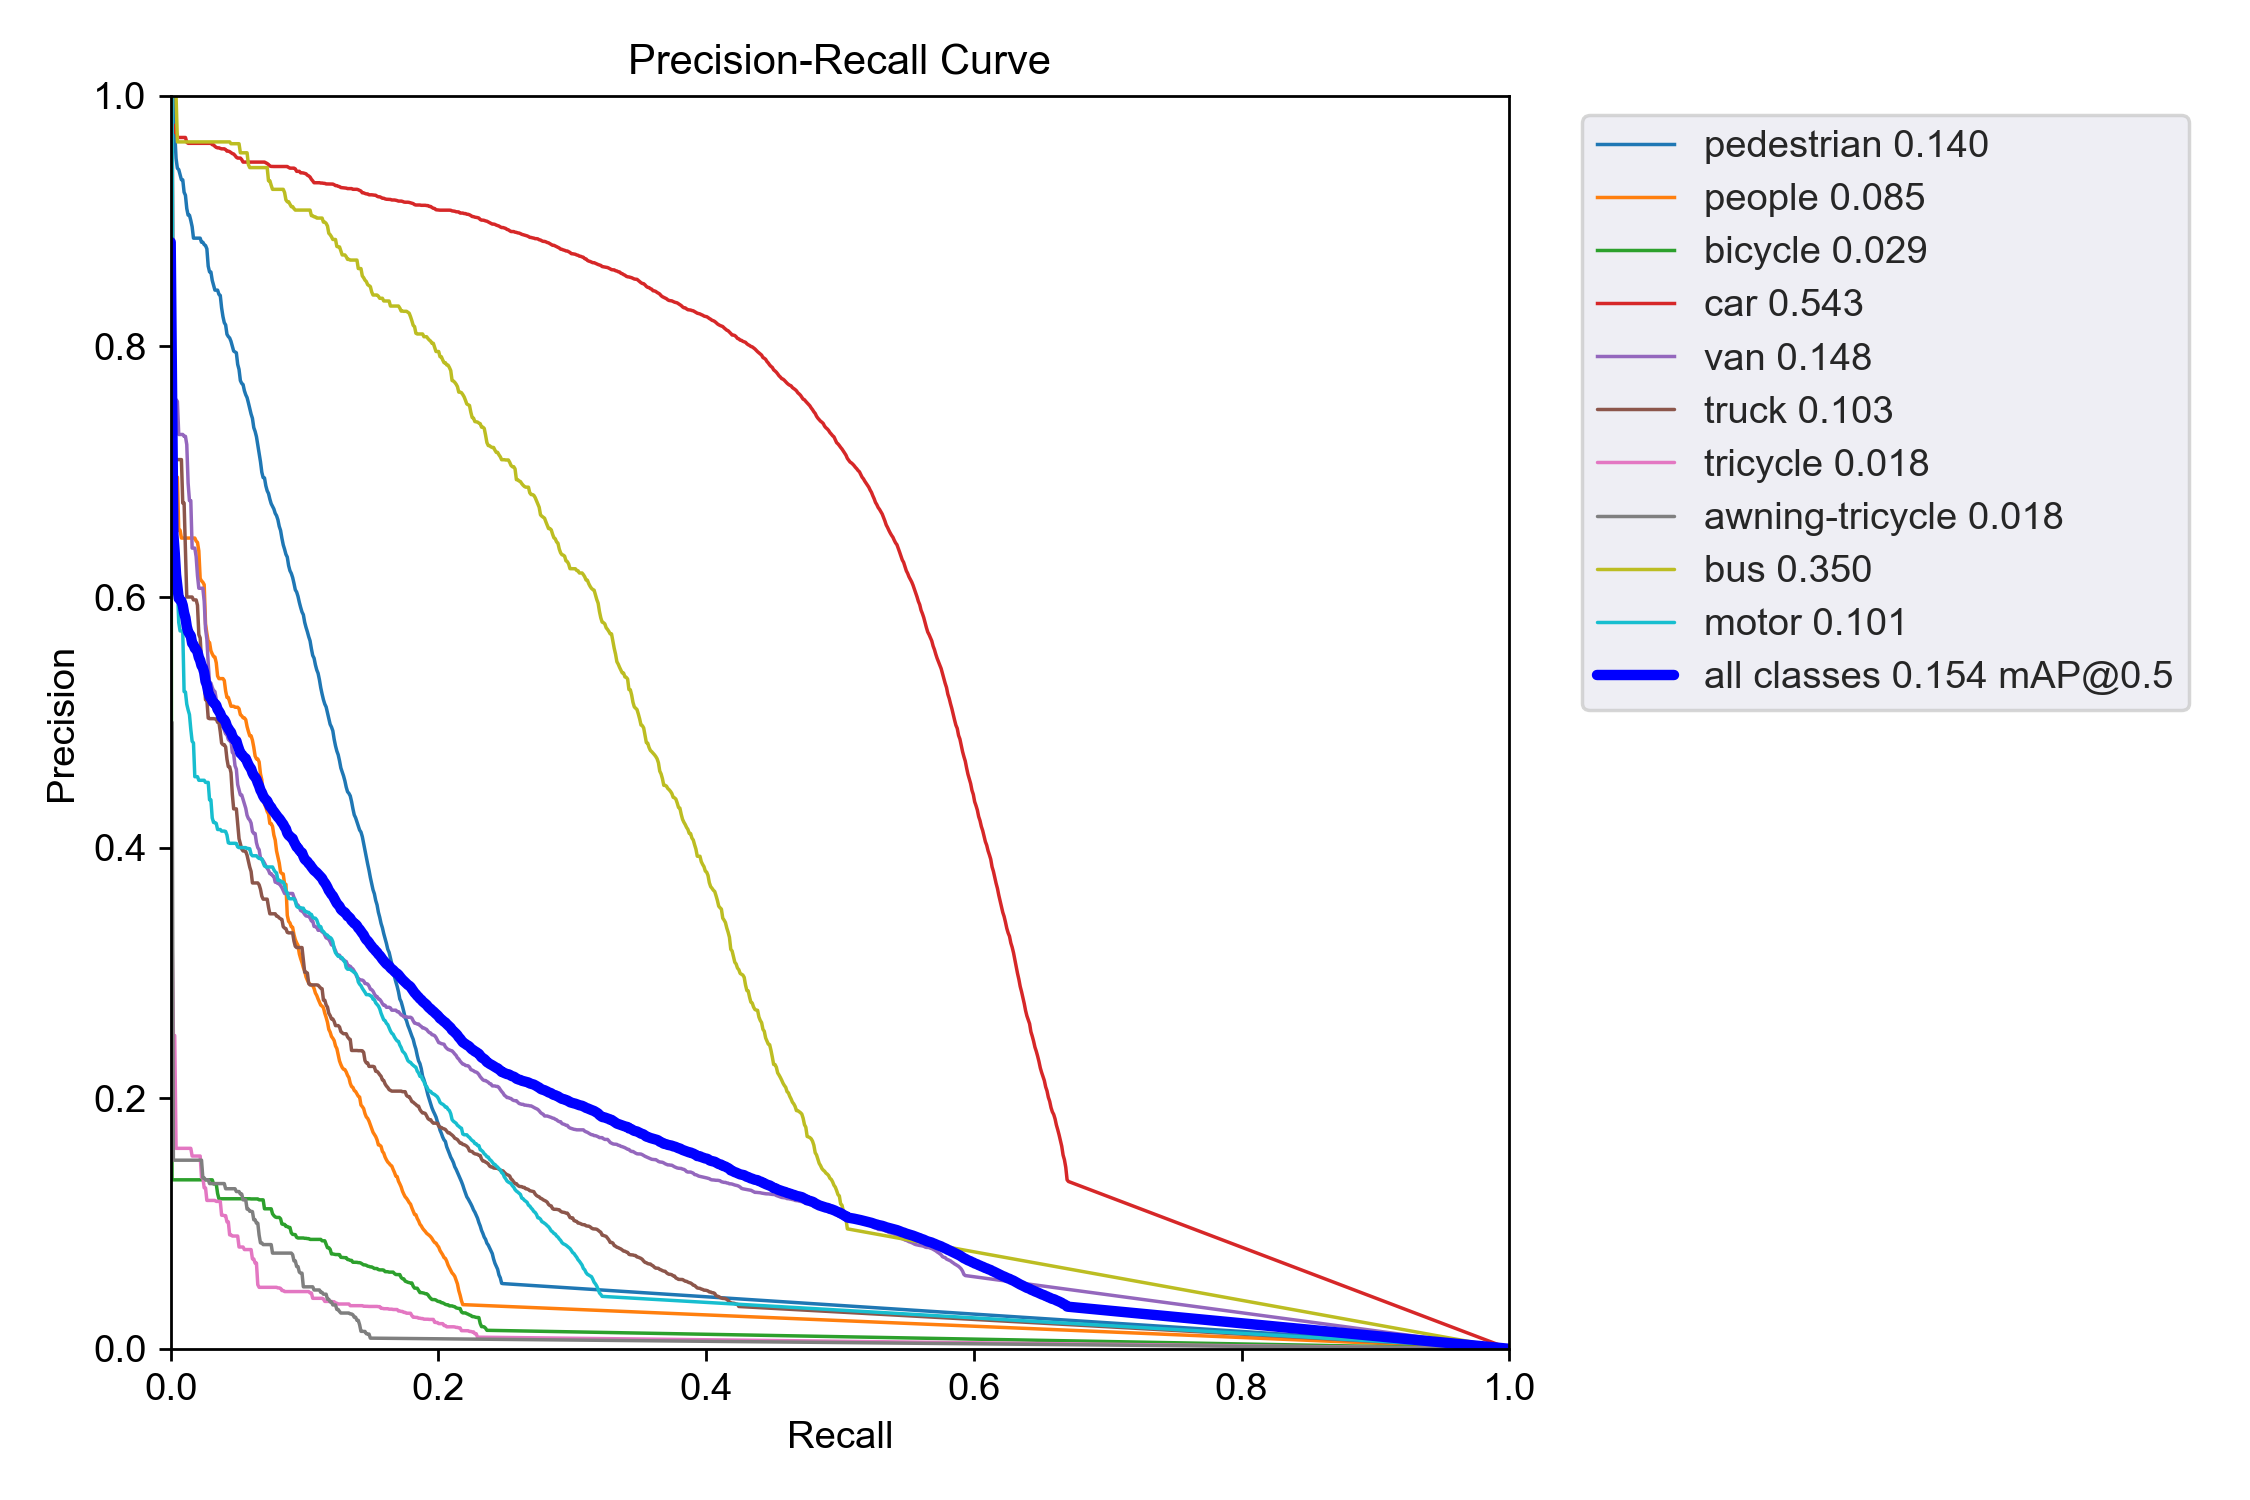 Precision-Recall Curve
1.0
0.8
0.6
0.4
0.2
0.0
Precision
0.0 0.2 0.4 0.6 0.8 1.0
Recall
pedestrian 0.140
people 0.085
bicycle 0.029
car 0.543
van 0.148
truck 0.103
tricycle 0.018
awning-tricycle 0.018
bus 0.350
motor 0.101
all classes 0.154 mAP@0.5